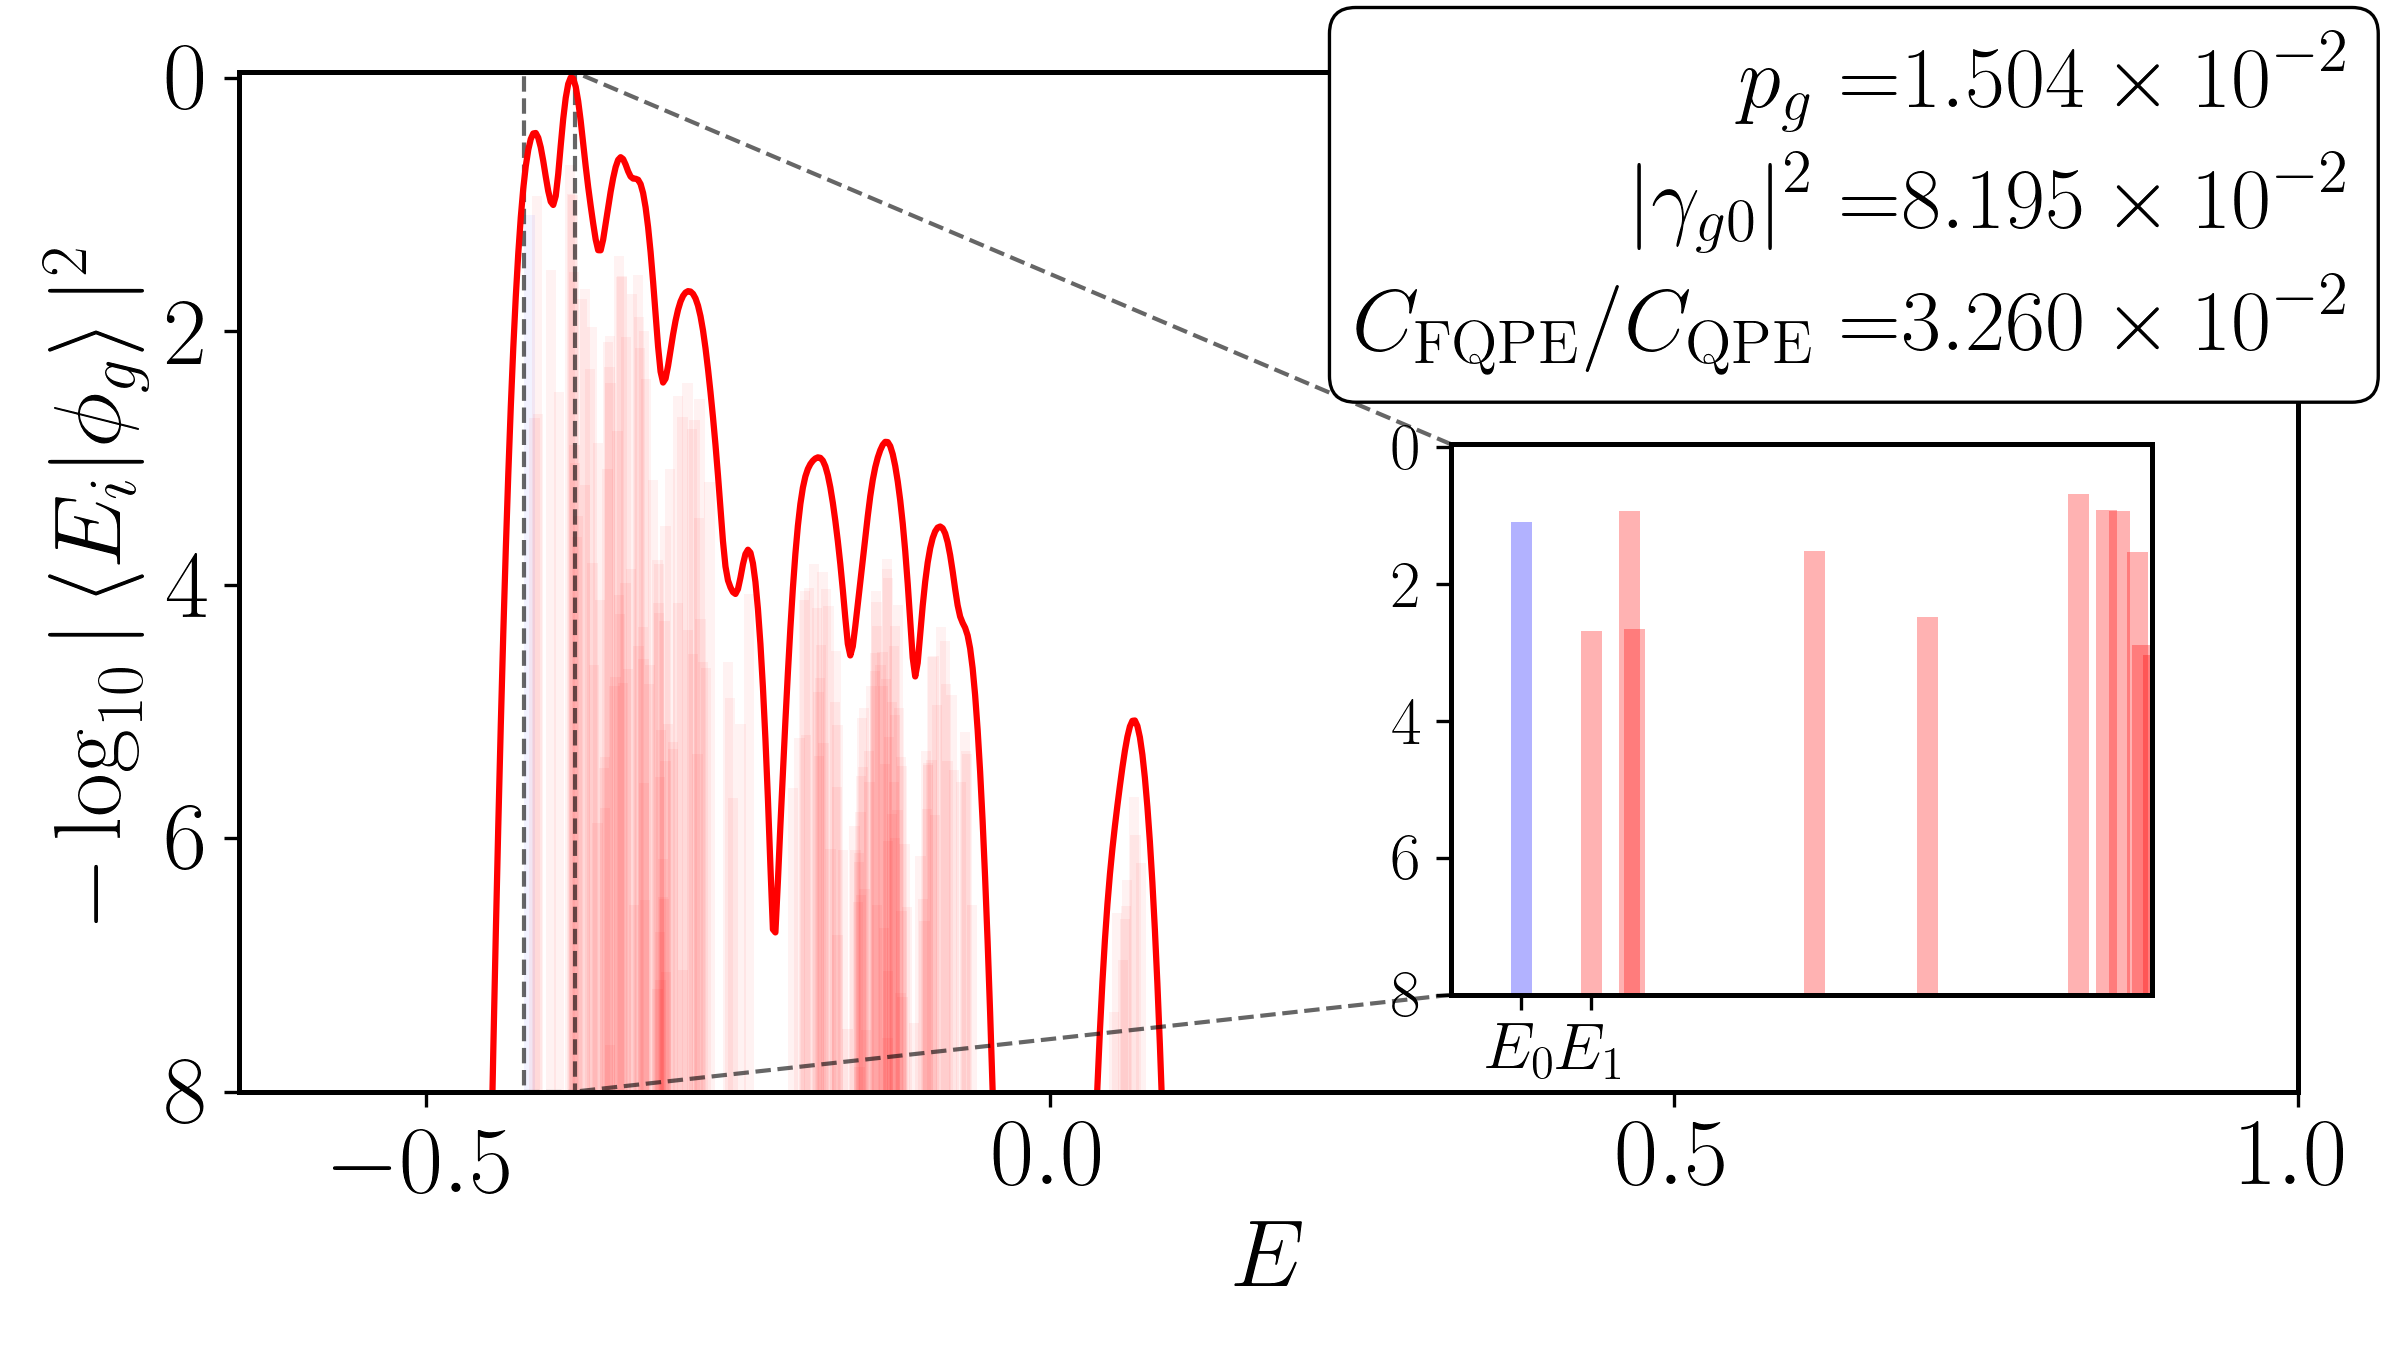 p_g =1.504 × 10^−2
|γ_g0|^2 =8.195 × 10^−2
C_FQPE/C_QPE =3.260 × 10^−2
− log_10 | ⟨E_i|ϕ_g⟩ |^2
0
2
4
6
8
0
2
4
6
8
E_0 E_1
−0.5 0.0 0.5 1.0
E